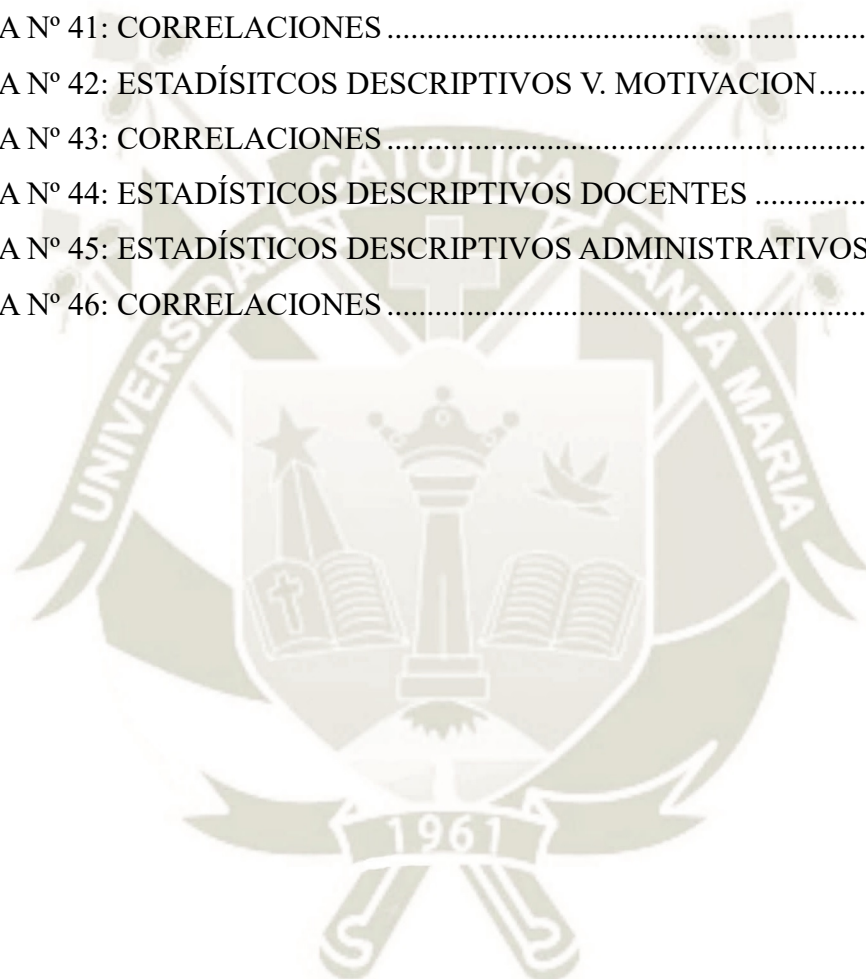 A Nº 41: CORRELACIONES ........................................................
A Nº 42: ESTADÍSITCOS DESCRIPTIVOS V. MOTIVACION......
A Nº 43: CORRELACIONES ........................................................
A Nº 44: ESTADÍSTICOS DESCRIPTIVOS DOCENTES .............
A Nº 45: ESTADÍSTICOS DESCRIPTIVOS ADMINISTRATIVOS
A Nº 46: CORRELACIONES ........................................................
UNIVERSIDAD CATOLICA SANTA MARIA
1961